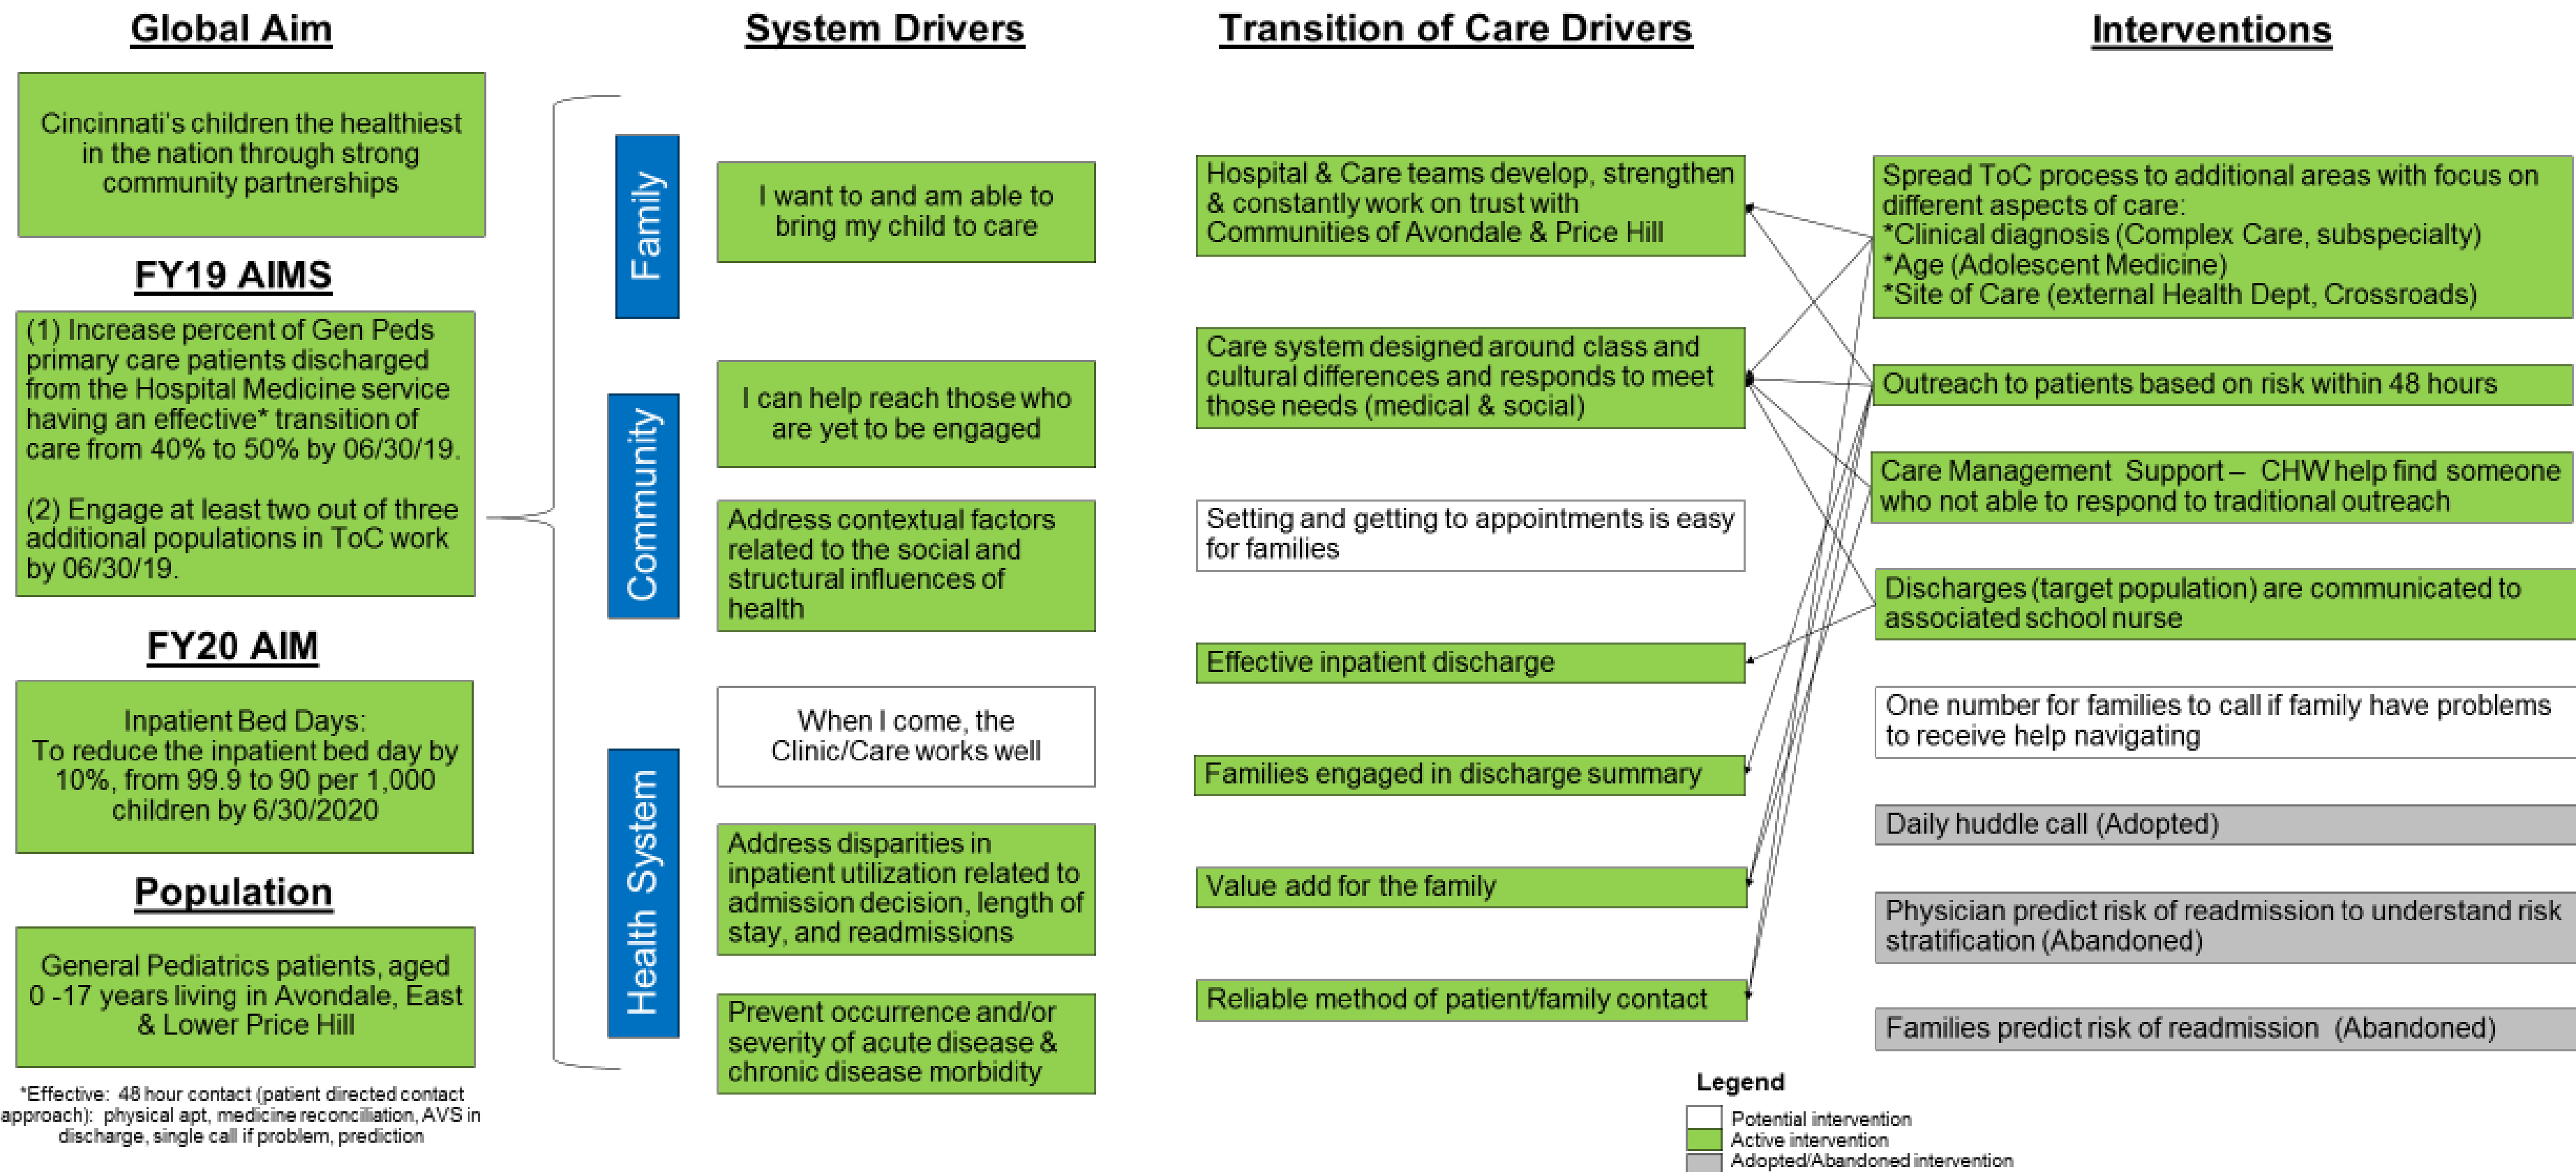 Global Aim
Cincinnati's children the healthiest
in the nation through strong
community partnerships
FY19 AIMS
(1) Increase percent of Gen Peds
primary care patients discharged
from the Hospital Medicine service
having an effective* transition of
care from 40% to 50% by 06/30/19.
(2) Engage at least two out of three
additional populations in ToC work
by 06/30/19.
FY20 AIM
Inpatient Bed Days:
To reduce the inpatient bed day by
10%, from 99.9 to 90 per 1,000
children by 6/30/2020
Population
General Pediatrics patients, aged
0 -17 years living in Avondale, East
& Lower Price Hill
*Effective: 48 hour contact (patient directed contact
approach): physical apt, medicine reconciliation, AVS in
discharge, single call if problem, prediction
System Drivers
Family
I want to and am able to
bring my child to care
Community
I can help reach those who
are yet to be engaged
Address contextual factors
related to the social and
structural influences of
health
Health System
When I come, the
Clinic/Care works well
Address disparities in
inpatient utilization related to
admission decision, length of
stay, and readmissions
Prevent occurrence and/or
severity of acute disease &
chronic disease morbidity
Transition of Care Drivers
Hospital & Care teams develop, strengthen
& constantly work on trust with
Communities of Avondale & Price Hill
Care system designed around class and
cultural differences and responds to meet
those needs (medical & social)
Setting and getting to appointments is easy
for families
Effective inpatient discharge
Families engaged in discharge summary
Value add for the family
Reliable method of patient/family contact
Interventions
Spread ToC process to additional areas with focus on
different aspects of care:
*Clinical diagnosis (Complex Care, subspecialty)
*Age (Adolescent Medicine)
*Site of Care (external Health Dept, Crossroads)
Outreach to patients based on risk within 48 hours
Care Management Support – CHW help find someone
who not able to respond to traditional outreach
Discharges (target population) are communicated to
associated school nurse
One number for families to call if family have problems
to receive help navigating
Daily huddle call (Adopted)
Physician predict risk of readmission to understand risk
stratification (Abandoned)
Families predict risk of readmission (Abandoned)
Legend
Potential intervention
Active intervention
Adopted/Abandoned intervention